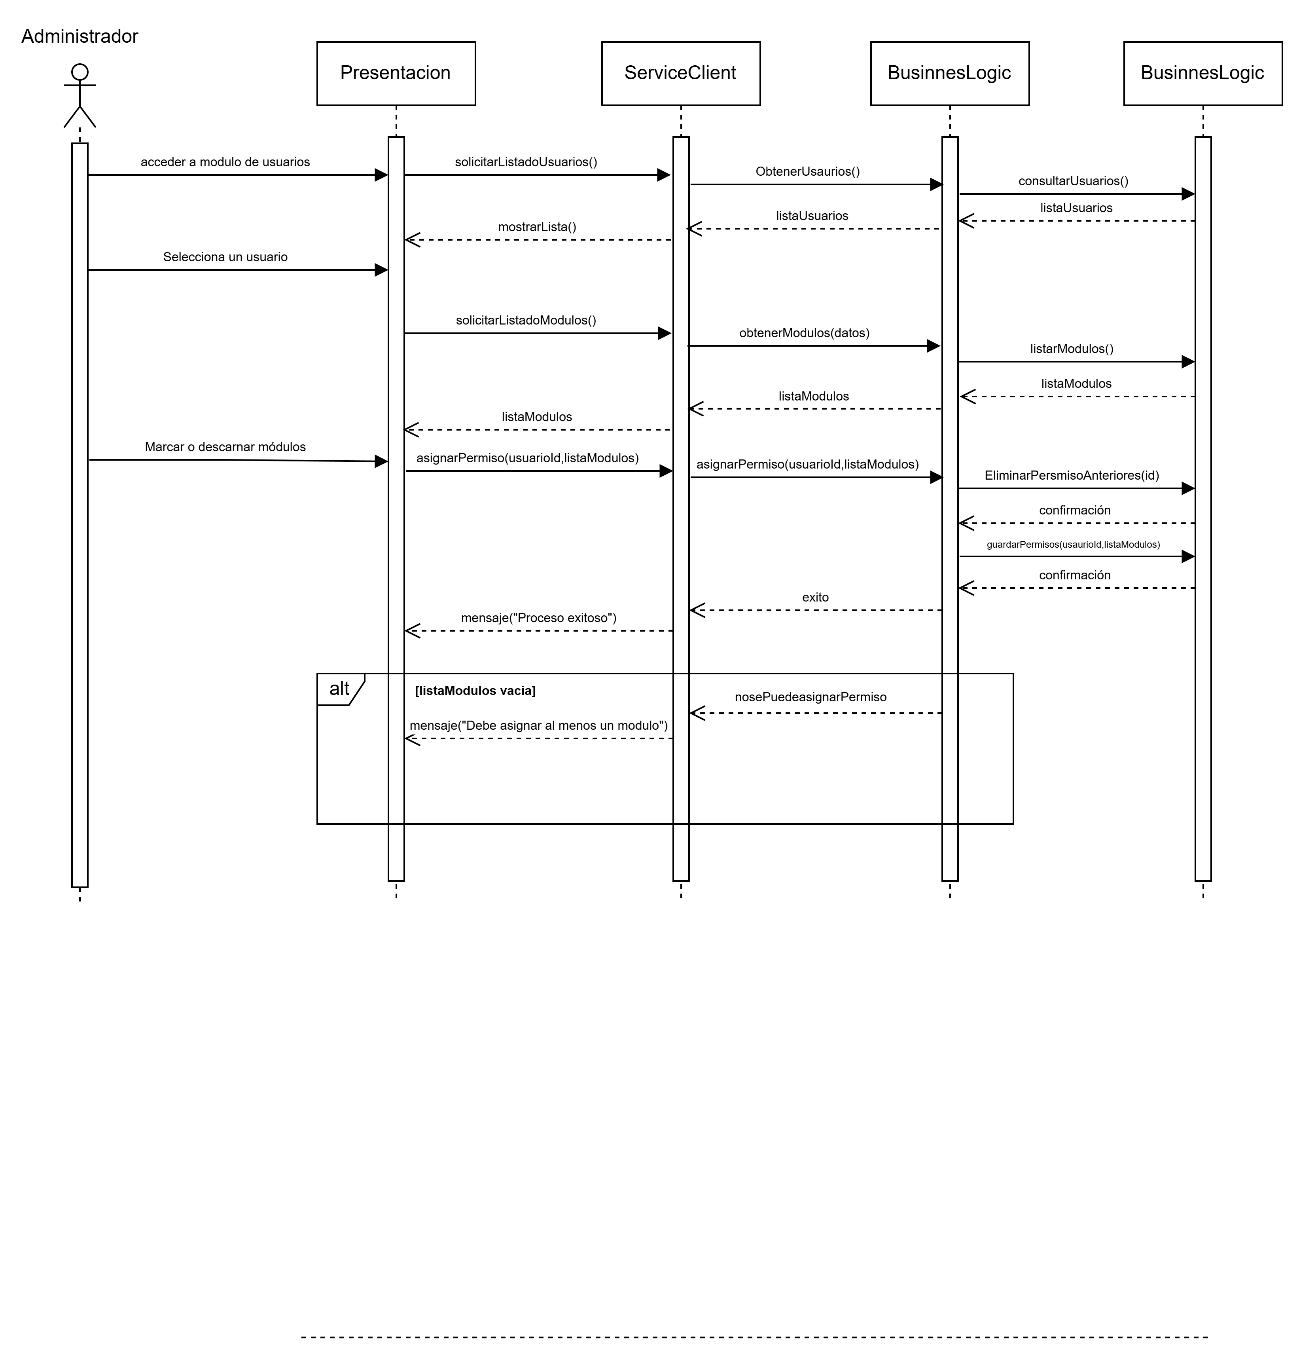 Administrador
Presentacion
ServiceClient
BusinnesLogic
BusinnesLogic
acceder a modulo de usuarios
solicitarListadoUsuarios()
ObtenerUsaurios()
consultarUsuarios()
listaUsuarios
listaUsuarios
mostrarLista()
Selecciona un usuario
solicitarListadoModulos()
obtenerModulos(datos)
listarModulos()
listaModulos
listaModulos
listaModulos
Marcar o descarnar módulos
asignarPermiso(usuarioId,listaModulos)
asignarPermiso(usuarioId,listaModulos)
EliminarPersmisoAnteriores(id)
confirmación
guardarPermisos(usaurioId,listaModulos)
confirmación
exito
mensaje("Proceso exitoso")
alt
[listaModulos vacia]
nosePuedeasignarPermiso
mensaje("Debe asignar al menos un modulo")